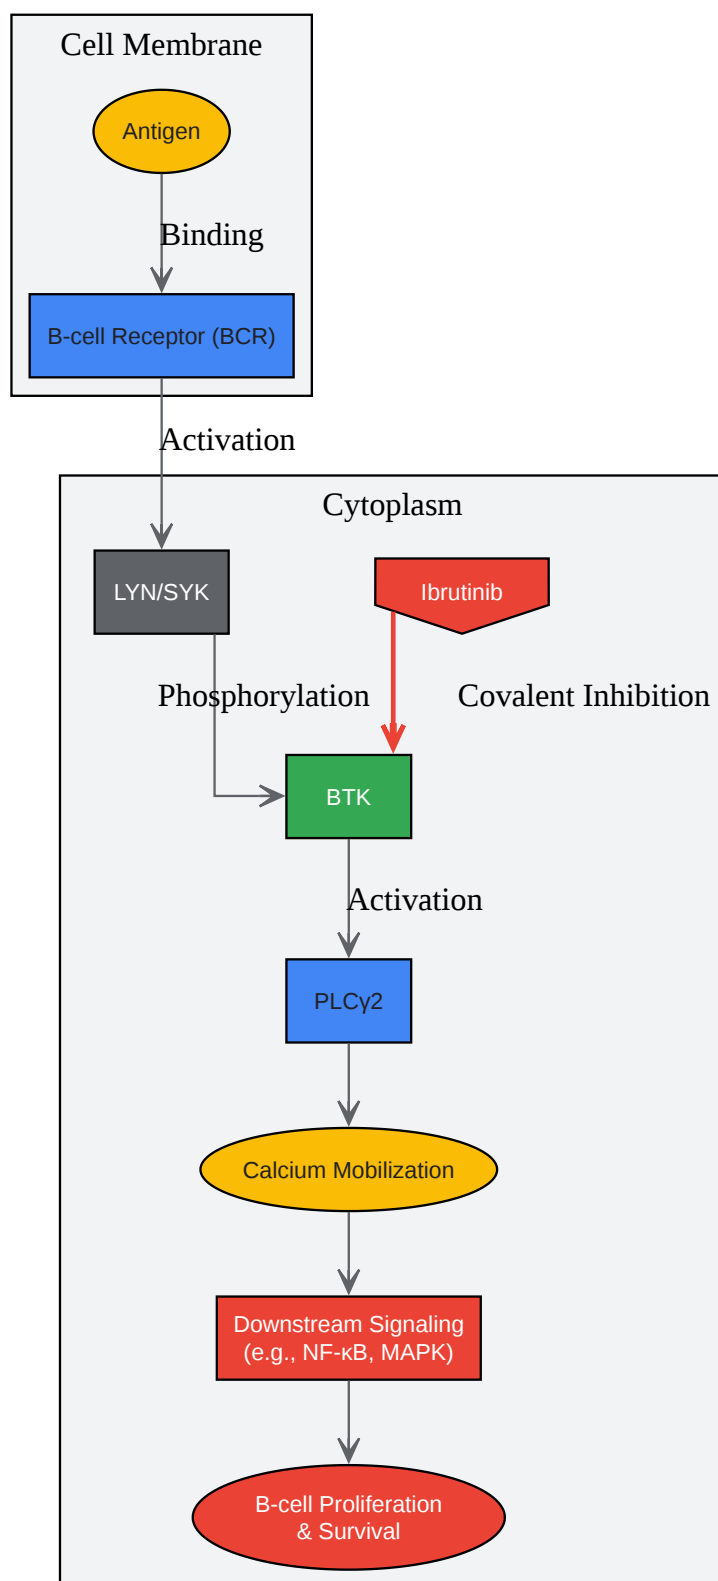 Cell Membrane
Antigen
Binding
B-cell Receptor (BCR)
Activation
Cytoplasm
LYN/SYK
Ibrutinib
Phosphorylation
Covalent Inhibition
BTK
Activation
PLCγ2
Calcium Mobilization
Downstream Signaling
(e.g., NF-κB, MAPK)
B-cell Proliferation
& Survival